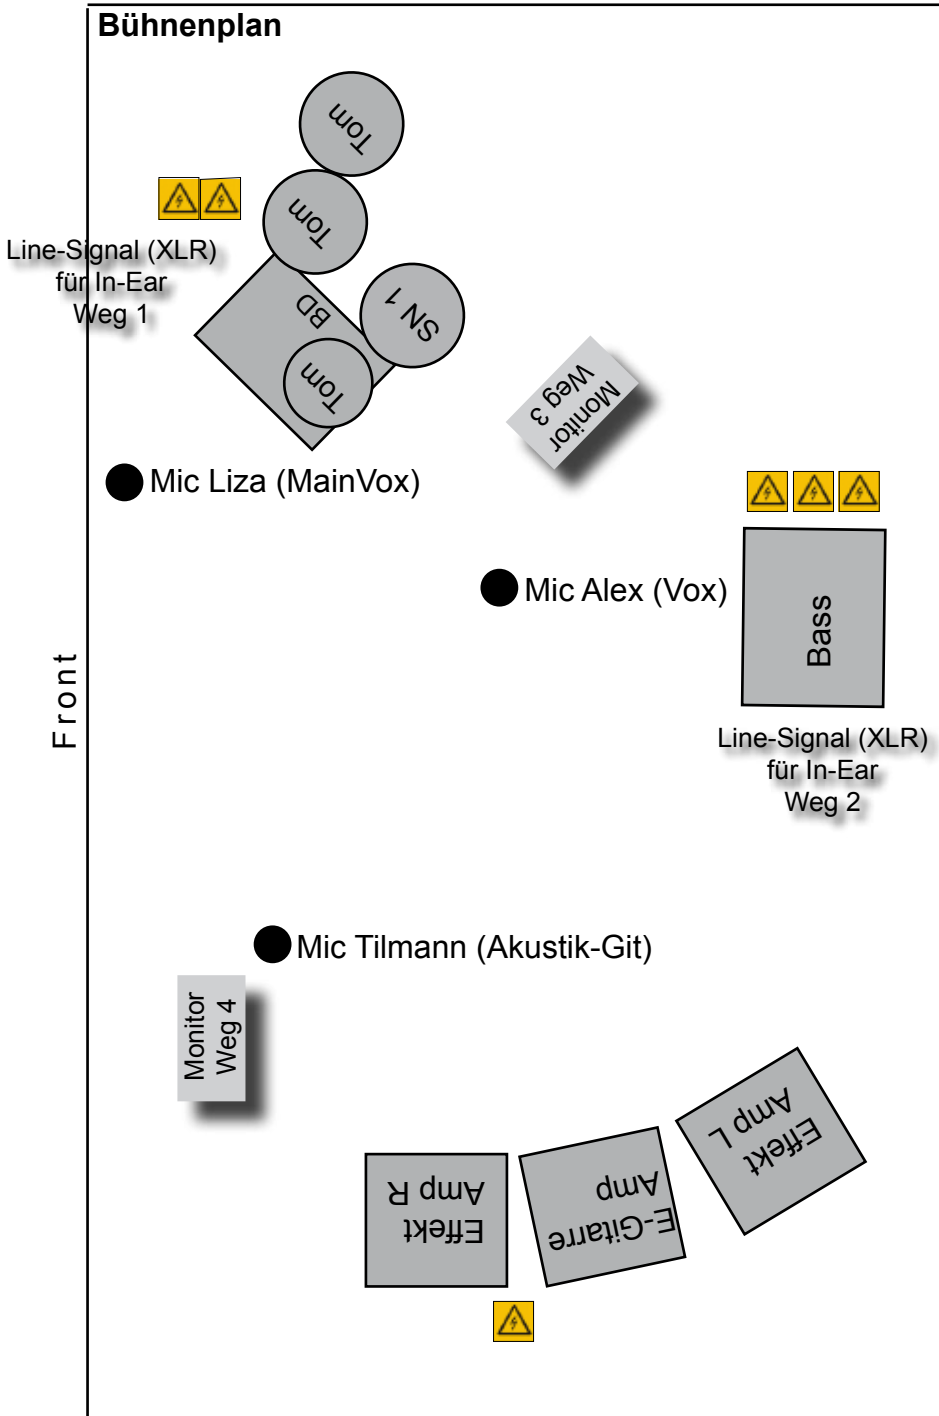 Bühnenplan
Tom
Tom
Line-Signal (XLR)
für In-Ear
Weg 1
BD
SN 1
Tom
Monitor
Weg 3
Mic Liza (MainVox)
Mic Alex (Vox)
Bass
Front
Line-Signal (XLR)
für In-Ear
Weg 2
Mic Tilmann (Akustik-Git)
Monitor
Weg 4
Effekt
Amp L
Effekt
Amp R
E-Gitarre
Amp